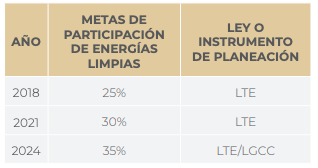 AÑO
METAS DE
PARTICIPACIÓN
DE ENERGÍAS
LIMPIAS
LEY O
INSTRUMENTO
DE PLANEACIÓN
2018 25% LTE
2021 30% LTE
2024 35% LTE/LGCC